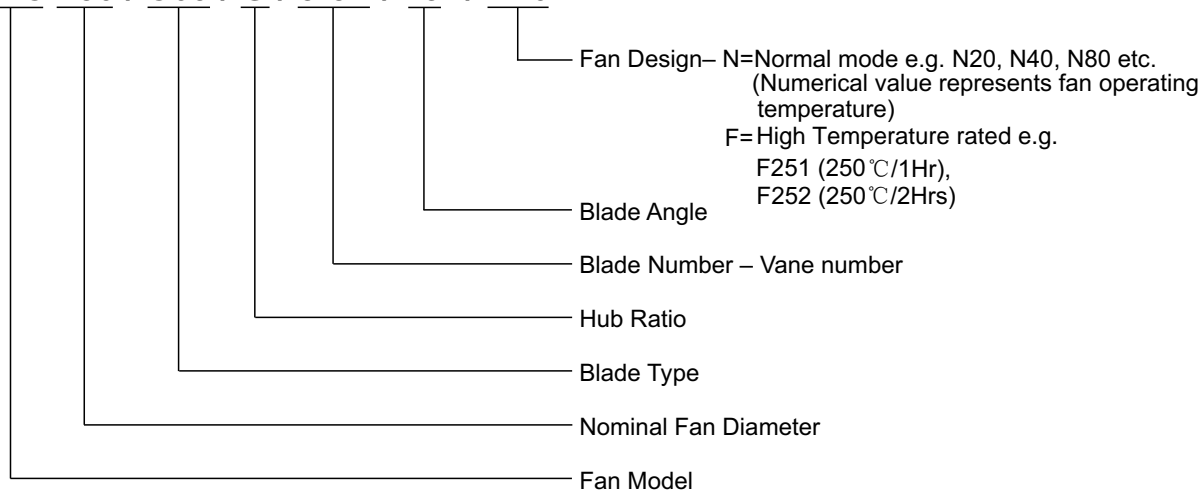 Fan Design– N=Normal mode e.g. N20, N40, N80 etc.
(Numerical value represents fan operating
temperature)
F=High Temperature rated e.g.
F251 (250℃/1Hr),
F252 (250℃/2Hrs)
Blade Angle
Blade Number – Vane number
Hub Ratio
Blade Type
Nominal Fan Diameter
Fan Model